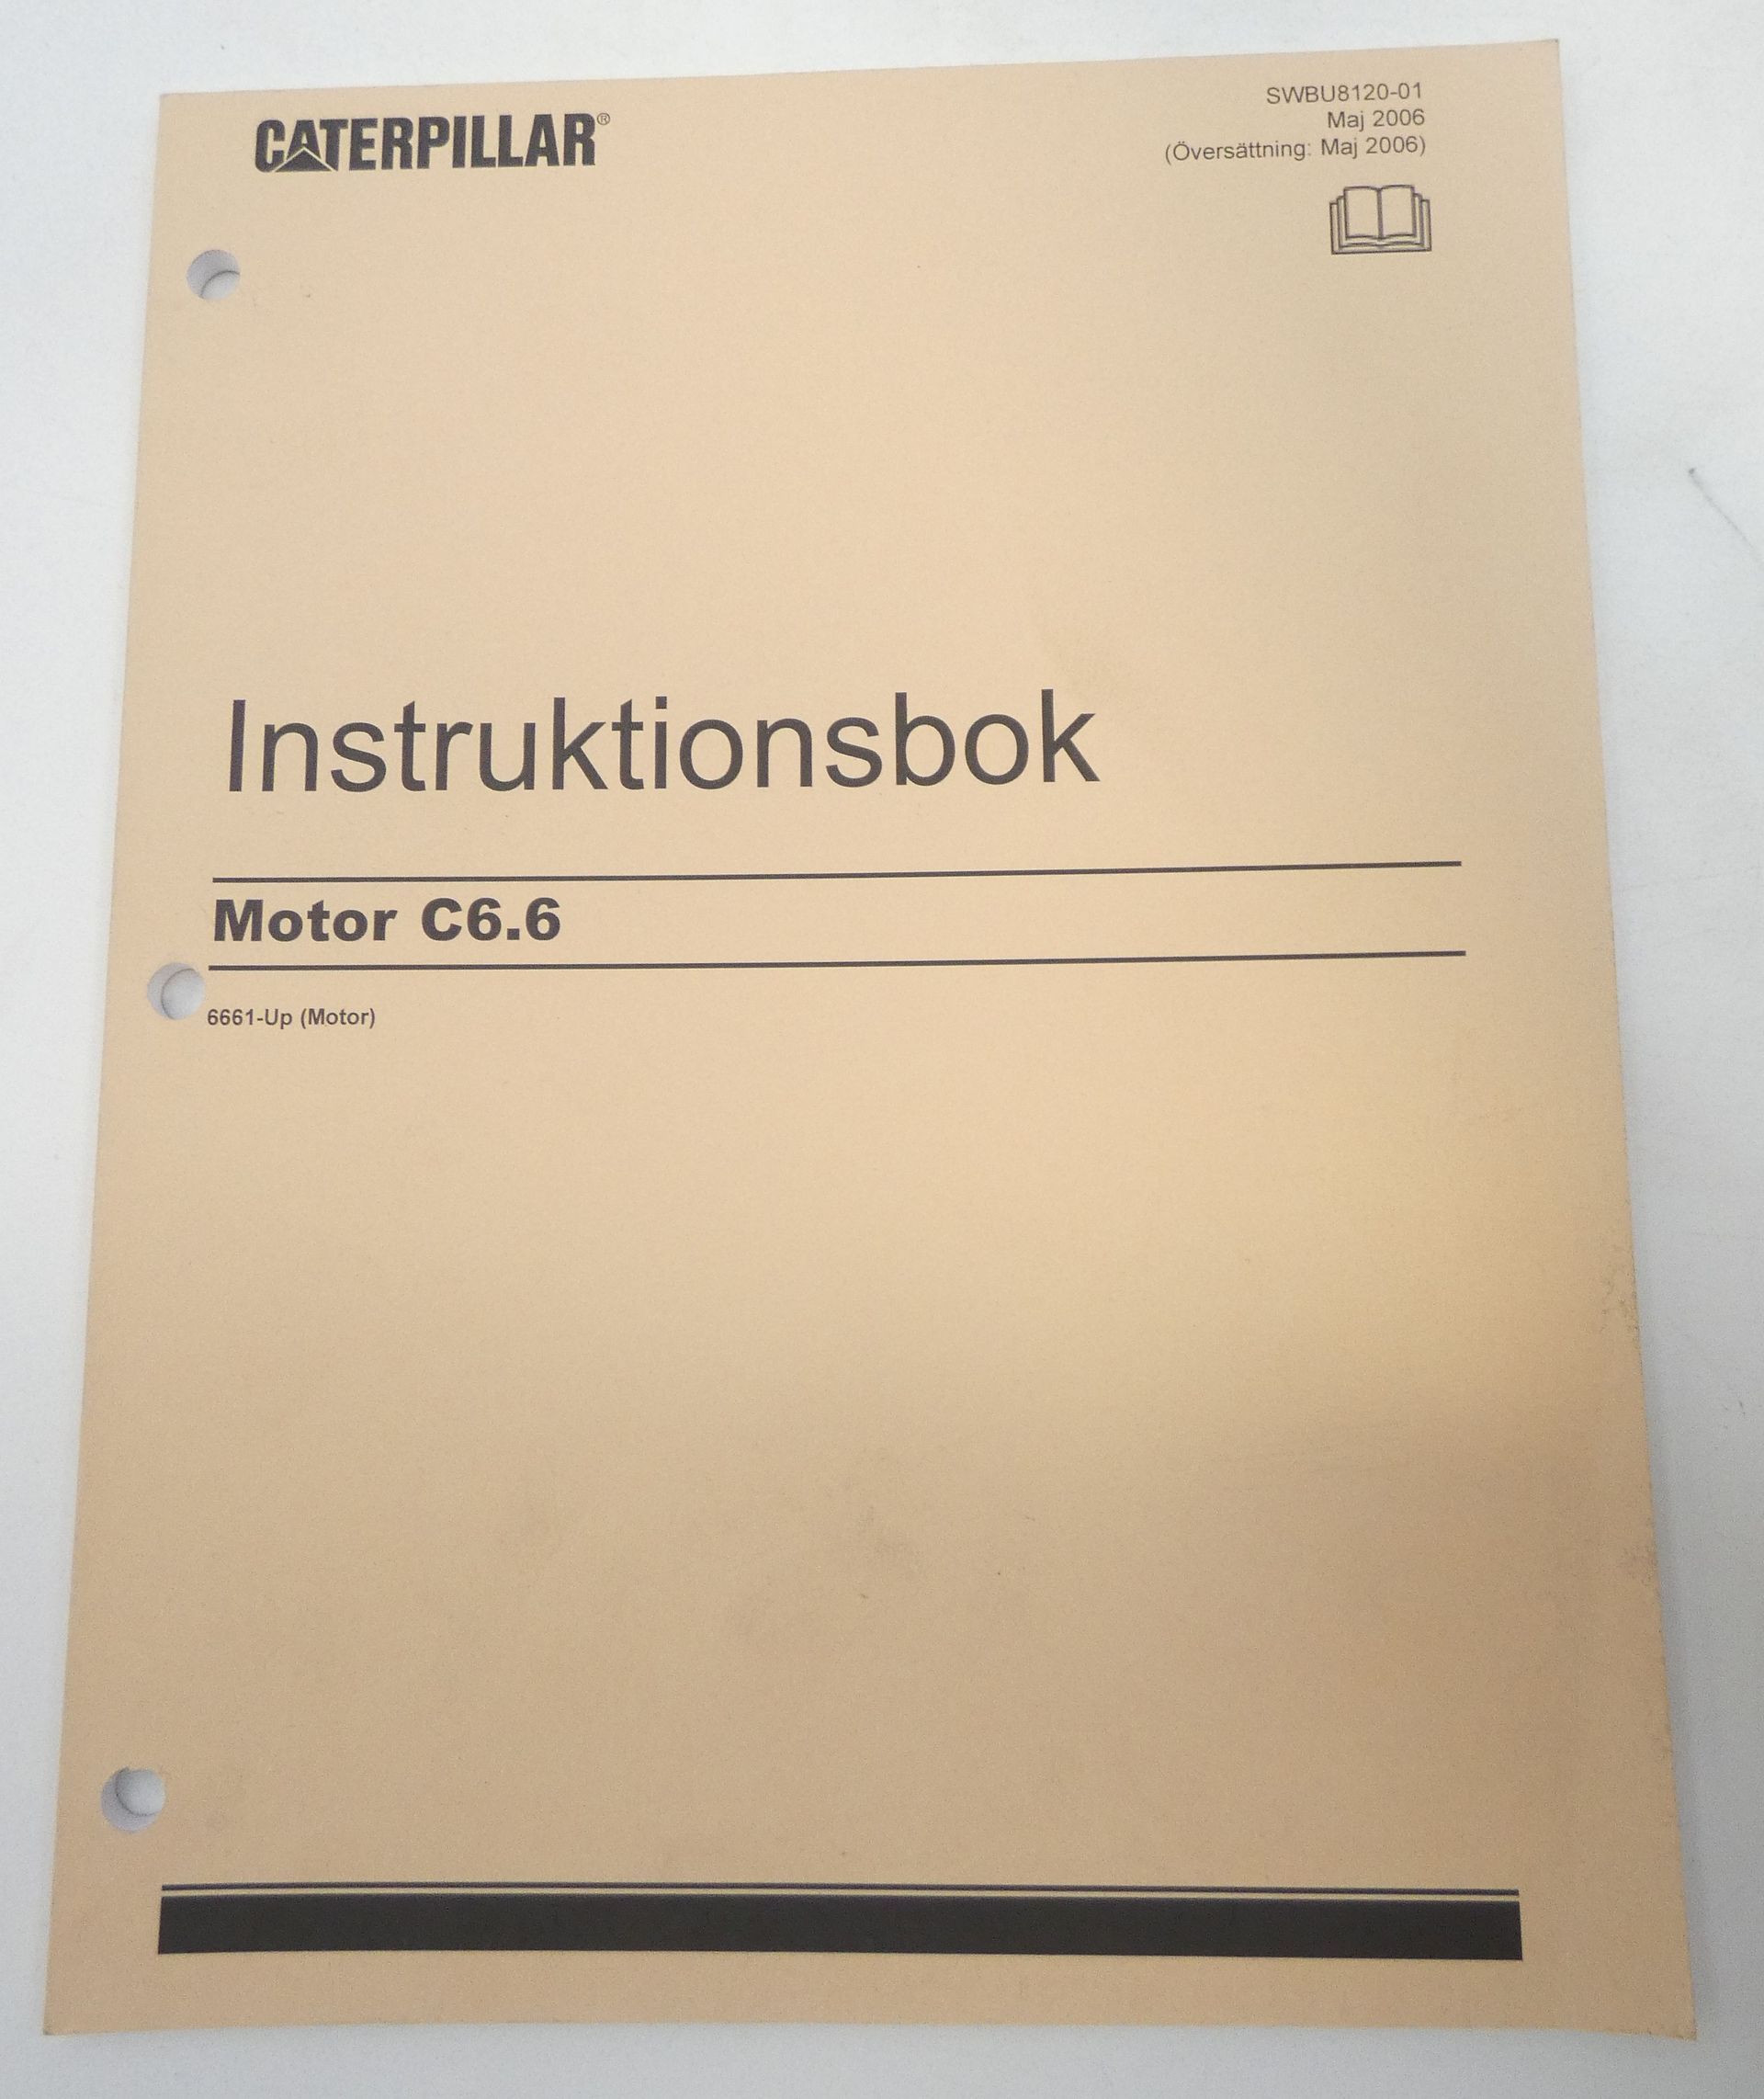 CATERPILLAR®
SWBU8120-01
Maj 2006
(Översättning: Maj 2006)
Instruktionsbok
Motor C6.6
6661-Up (Motor)